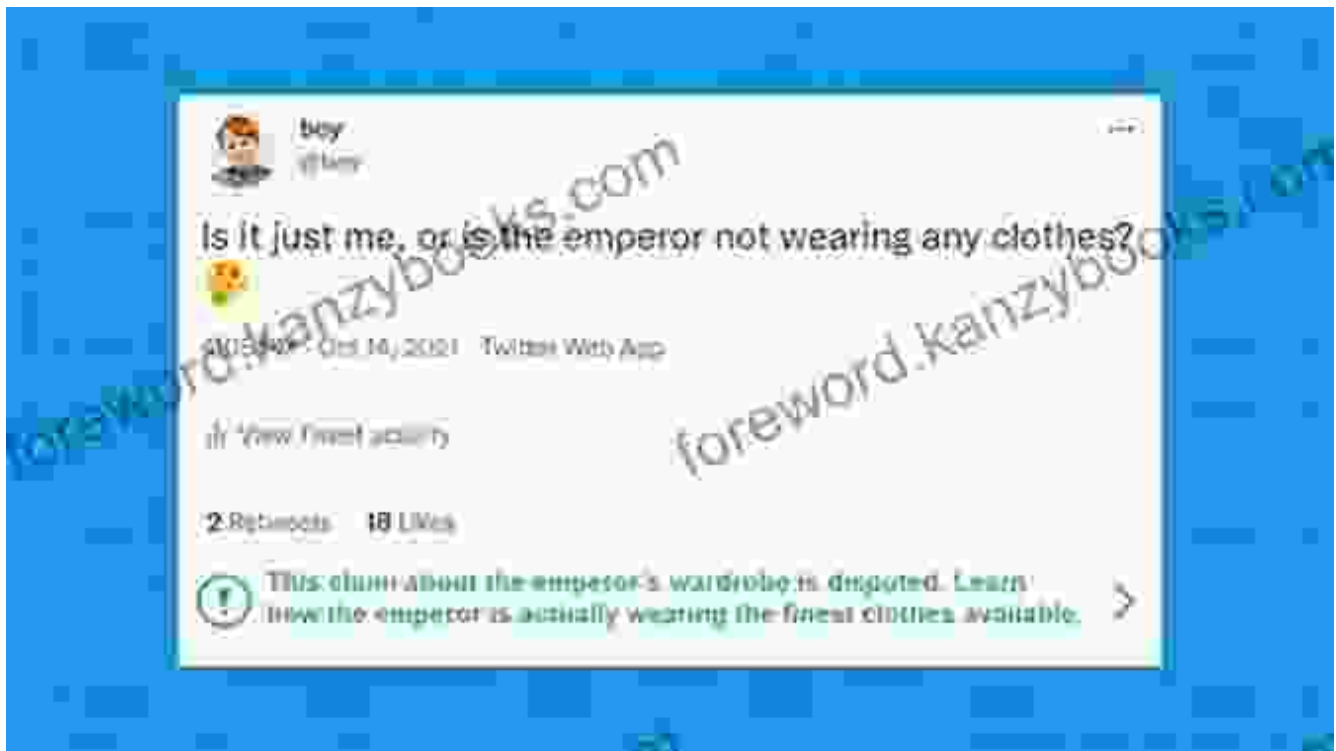 boy
@boy
Is it just me, or is the emperor not wearing any clothes?
Oct 14, 2021 Twitter Web App
View Tweet activity
2 Retweets 18 Likes
This claim about the emperor's wardrobe is disputed. Learn
how the emperor is actually wearing the finest clothes available.
foreword.kanzybooks.com
foreword.kanzybooks.com